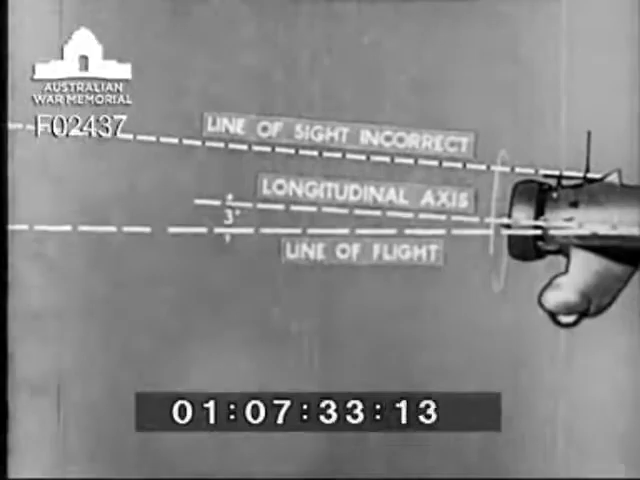 AUSTRALIAN
WAR MEMORIAL
F02437
LINE OF SIGHT INCORRECT
LONGITUDINAL AXIS
3°
LINE OF FLIGHT
01:07:33:13